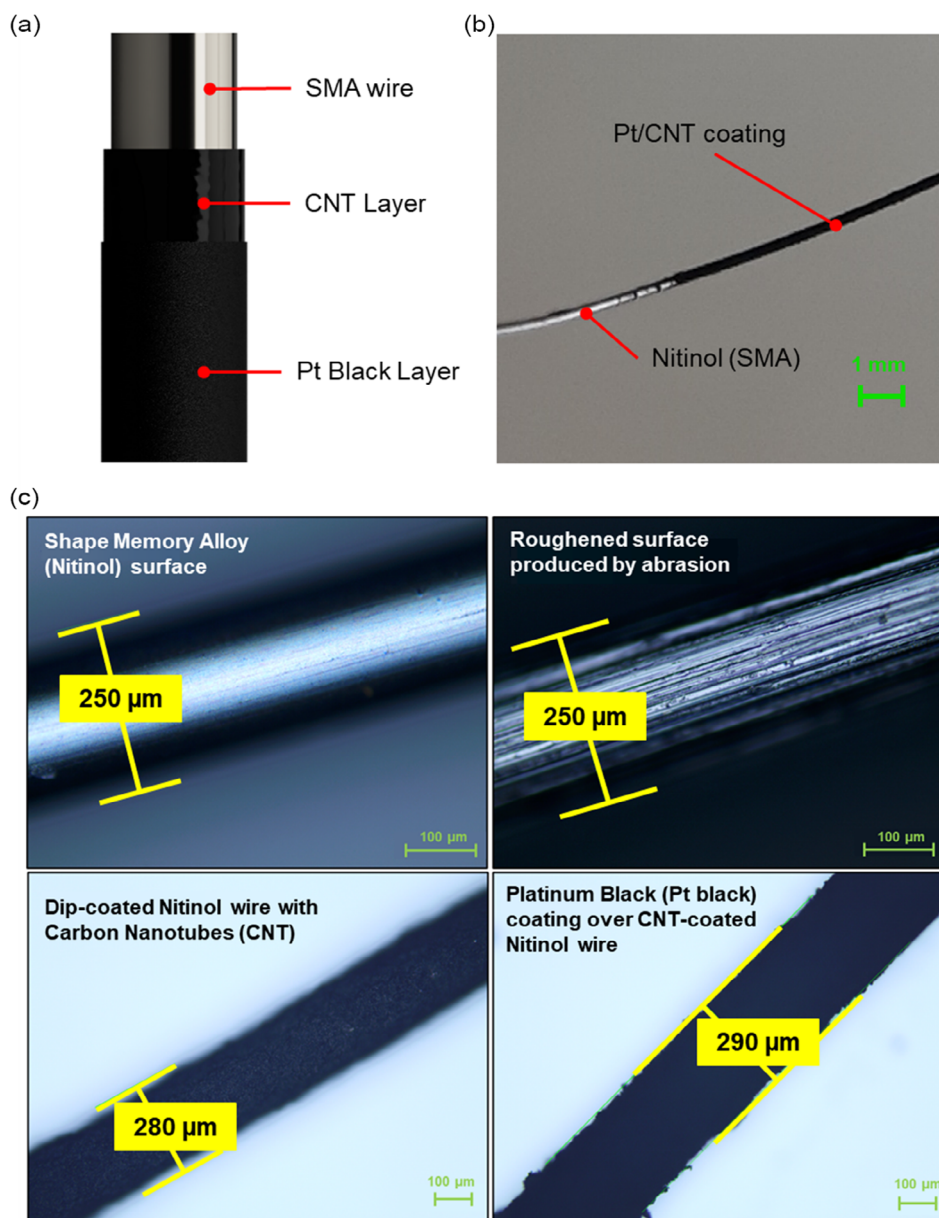 (a)
SMA wire
CNT Layer
Pt Black Layer
(b)
Pt/CNT coating
Nitinol (SMA)
1 mm
(c)
Shape Memory Alloy
(Nitinol) surface
250 µm
100 µm
Roughened surface
produced by abrasion
250 µm
100 µm
Dip-coated Nitinol wire with
Carbon Nanotubes (CNT)
280 µm
100 µm
Platinum Black (Pt black)
coating over CNT-coated
Nitinol wire
290 µm
100 µm